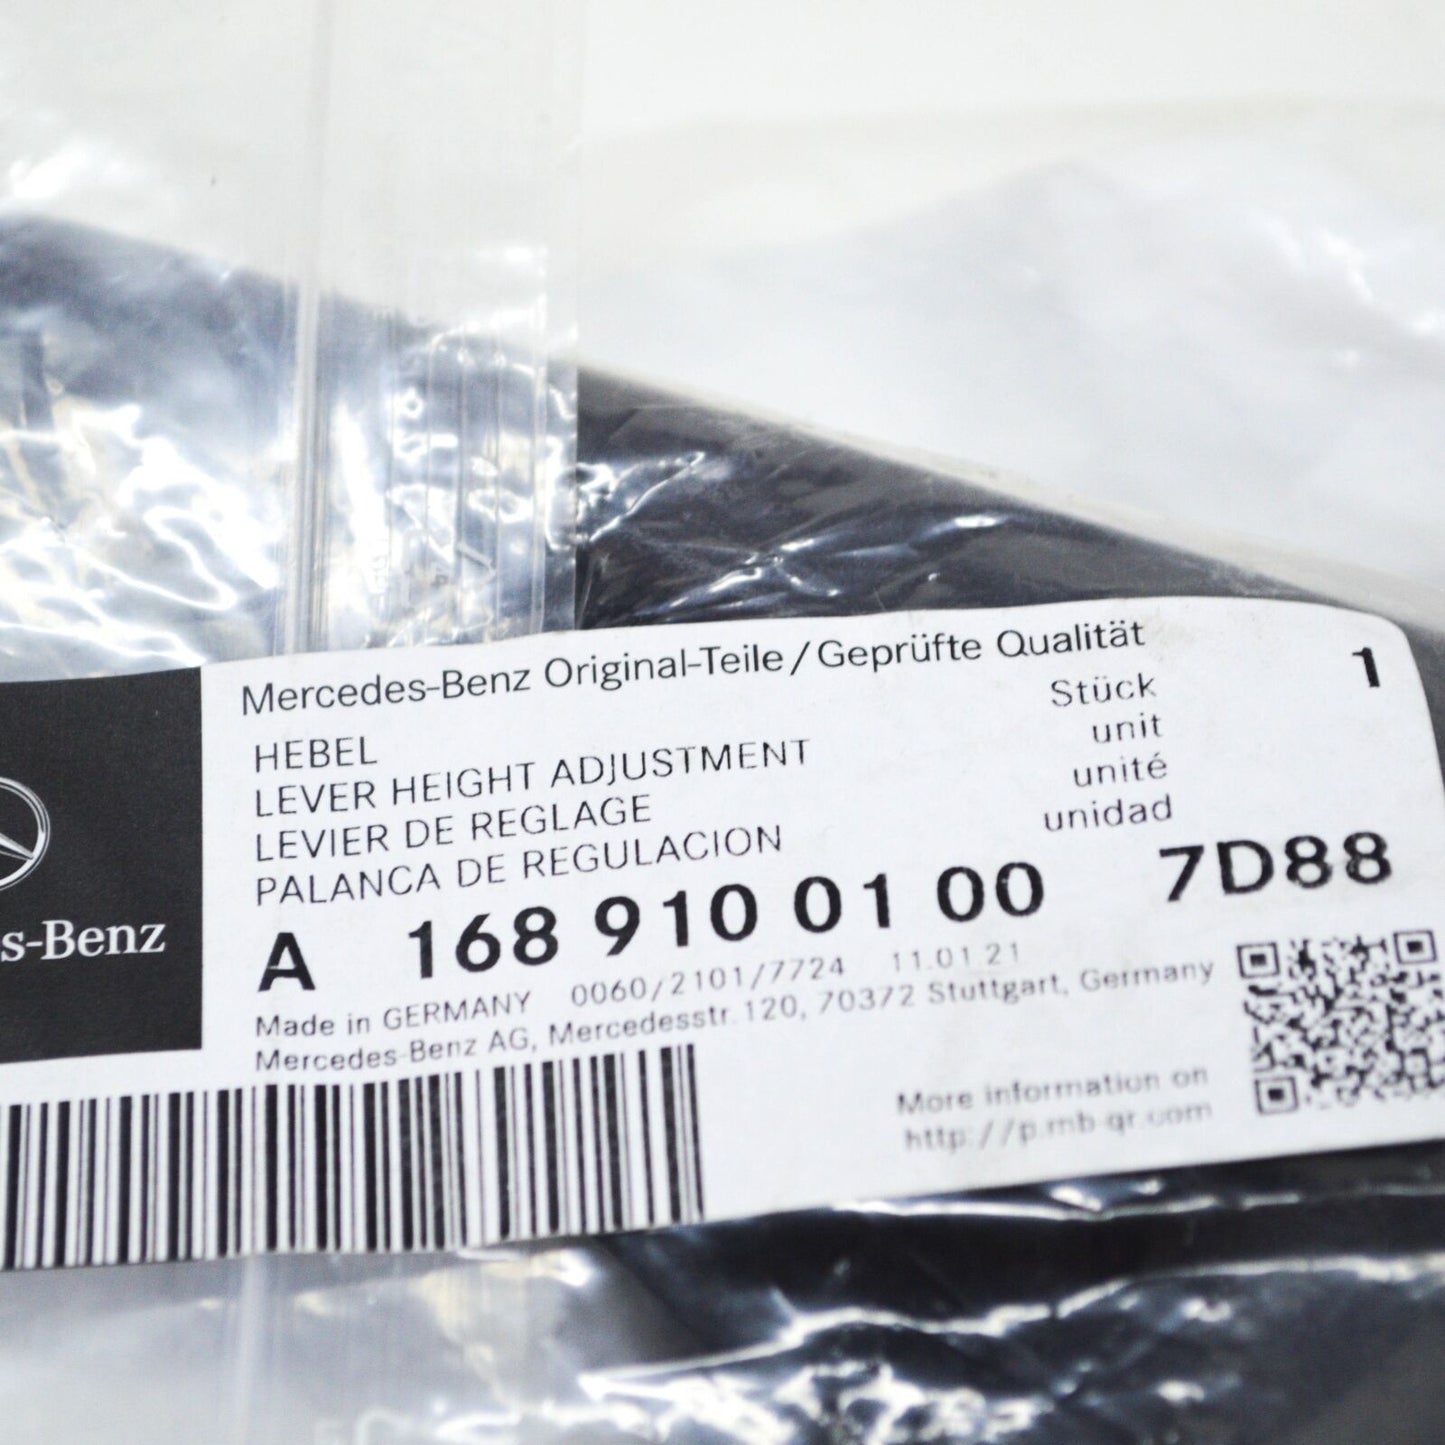 Mercedes-Benz Original-Teile/Geprüfte Qualität
HEBEL
LEVER HEIGHT ADJUSTMENT
LEVIER DE REGLAGE
PALANCA DE REGULACION
Stück 1
unit
unité
unidad
A 168 910 01 00 7D88
Made in GERMANY 0060/2101/7724 11.01.21
Mercedes-Benz AG, Mercedesstr. 120, 70372 Stuttgart, Germany
s-Benz
More information on
http://p.mb-qr.com